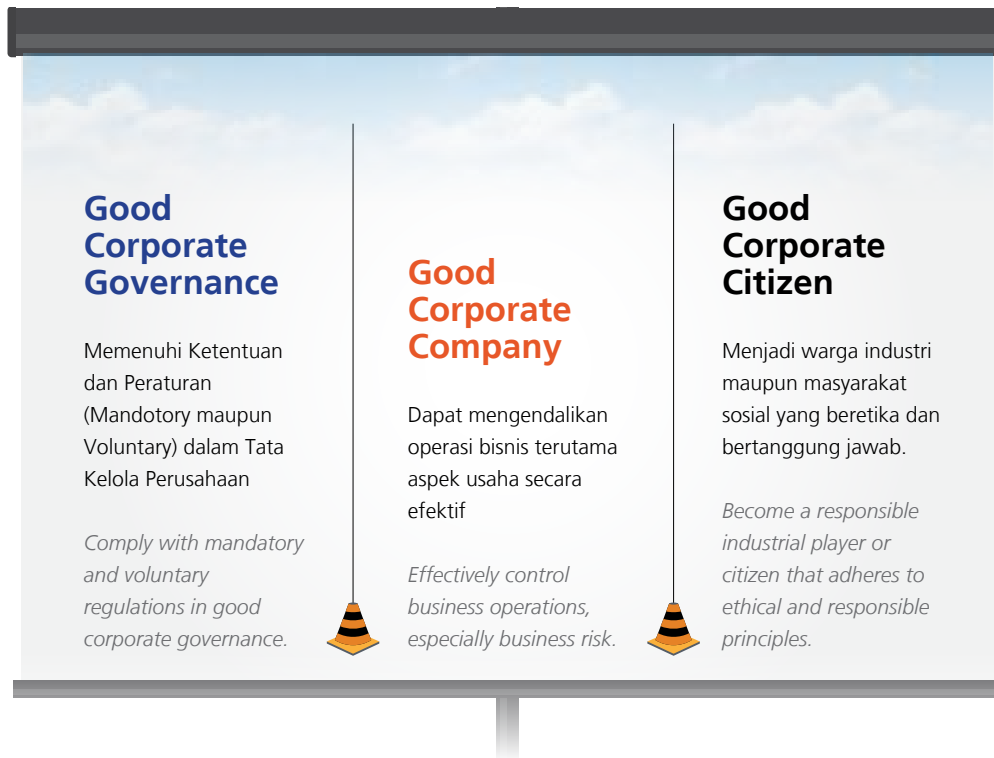 Good
Corporate
Governance
Memenuhi Ketentuan
dan Peraturan
(Mandotory maupun
Voluntary) dalam Tata
Kelola Perusahaan
Comply with mandatory
and voluntary
regulations in good
corporate governance.
Good
Corporate
Company
Dapat mengendalikan
operasi bisnis terutama
aspek usaha secara
efektif
Effectively control
business operations,
especially business risk.
Good
Corporate
Citizen
Menjadi warga industri
maupun masyarakat
sosial yang beretika dan
bertanggung jawab.
Become a responsible
industrial player or
citizen that adheres to
ethical and responsible
principles.